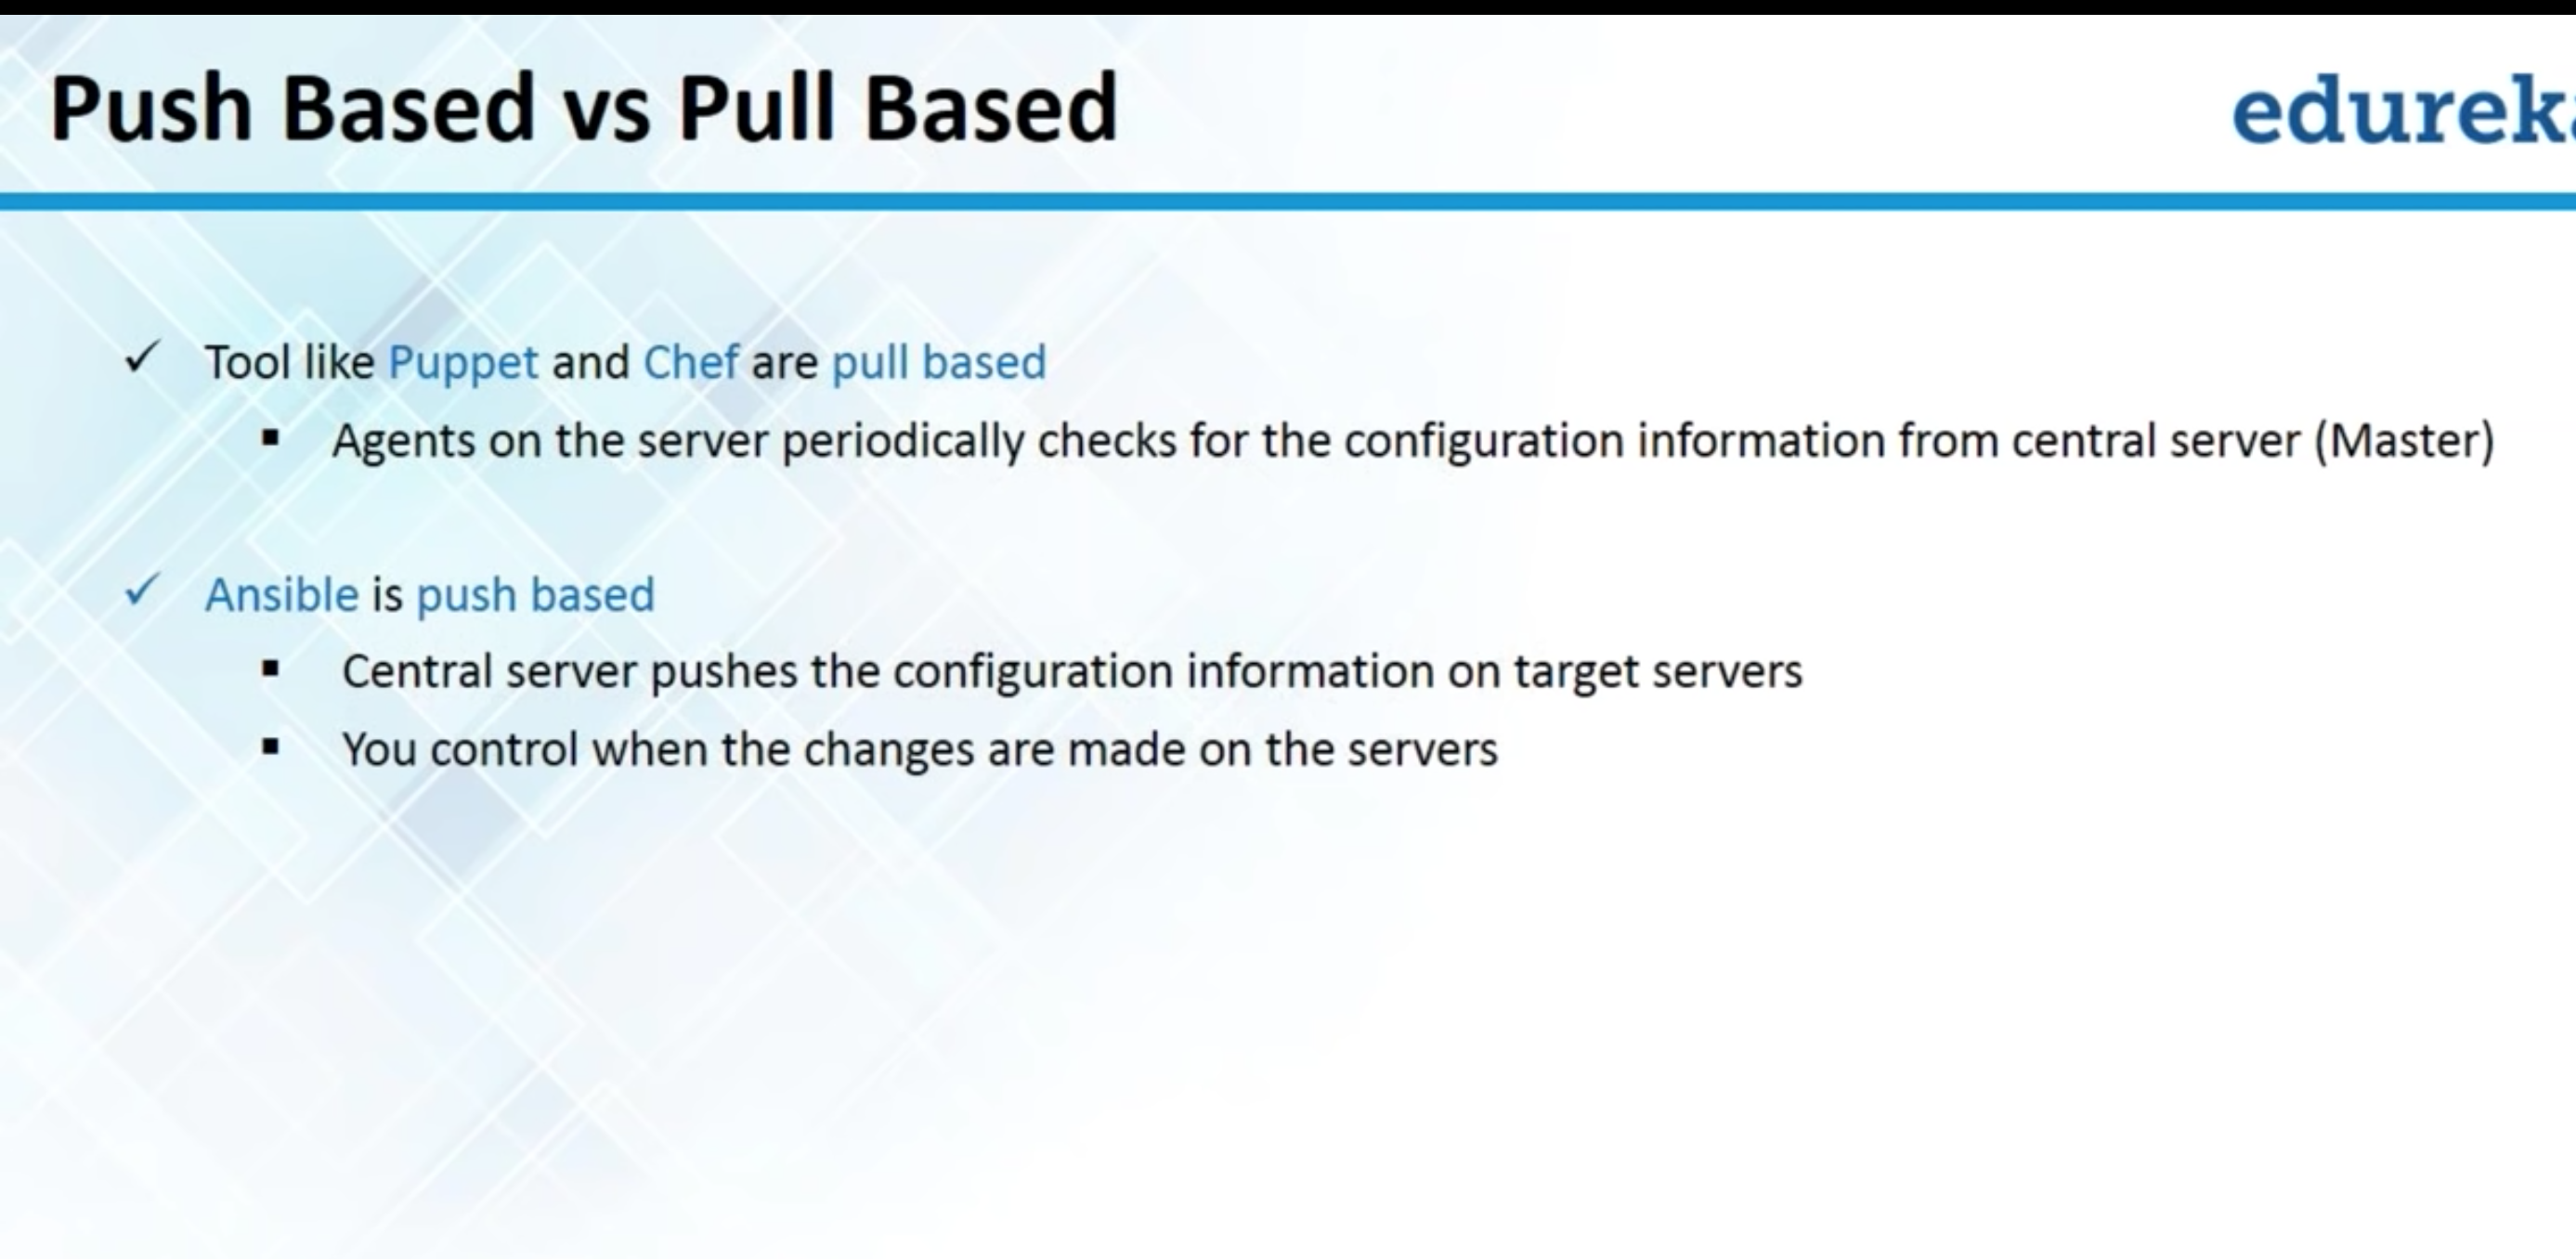 Push Based vs Pull Based
edureka
Tool like Puppet and Chef are pull based
Agents on the server periodically checks for the configuration information from central server (Master)
Ansible is push based
Central server pushes the configuration information on target servers
You control when the changes are made on the servers